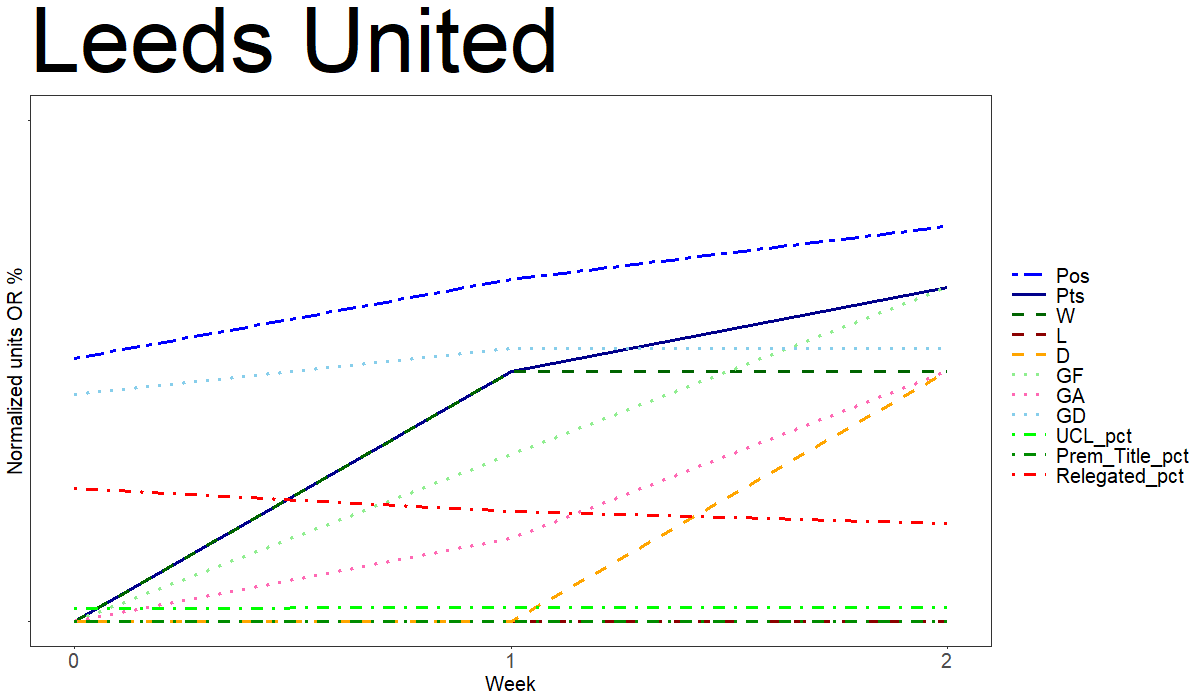 Leeds United
Normalized units OR %
0
1
2
Week
Pos
Pts
W
L
D
GF
GA
GD
UCL_pct
Prem_Title_pct
Relegated_pct